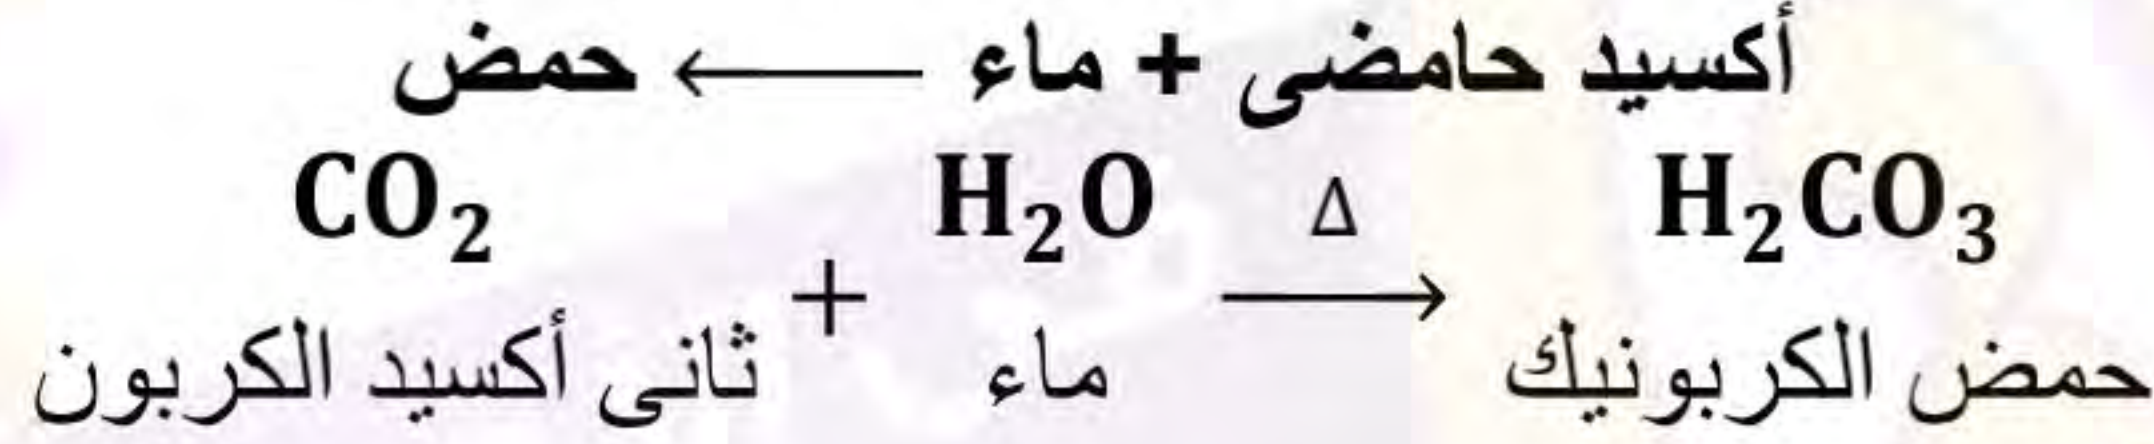 أكسيد حامضى + ماء ⟵ حمض
CO₂ + H₂O ⟶ H₂CO₃
Δ
ثانى أكسيد الكربون ماء حمض الكربونيك